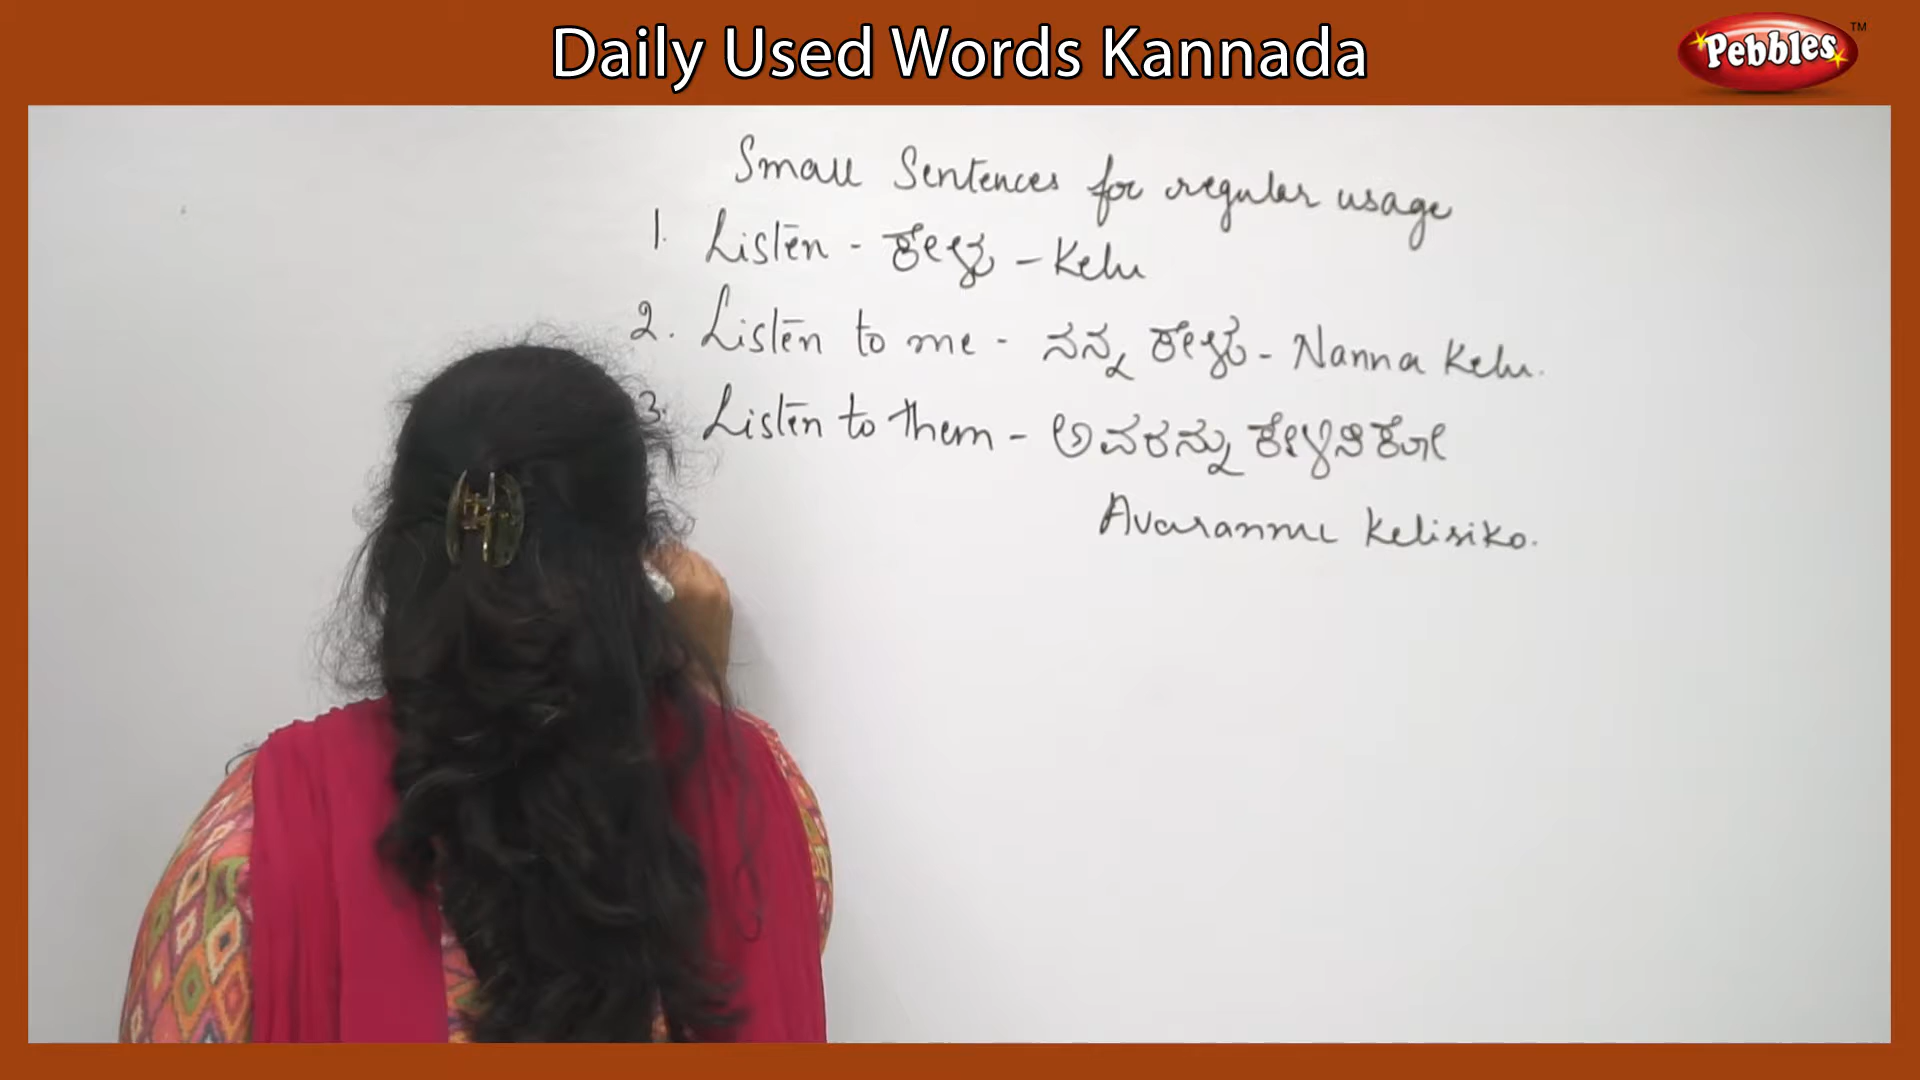 Daily Used Words Kannada
Pebbles TM
Small Sentences for regular usage
1. Listen - ಕೇಳು - Kelu
2. Listen to me - ನನ್ನ ಕೇಳು - Nanna Kelu.
3. Listen to them - ಅವರನ್ನು ಕೇಳಿಸಿಕೋ
Avarannu Kelisiko.